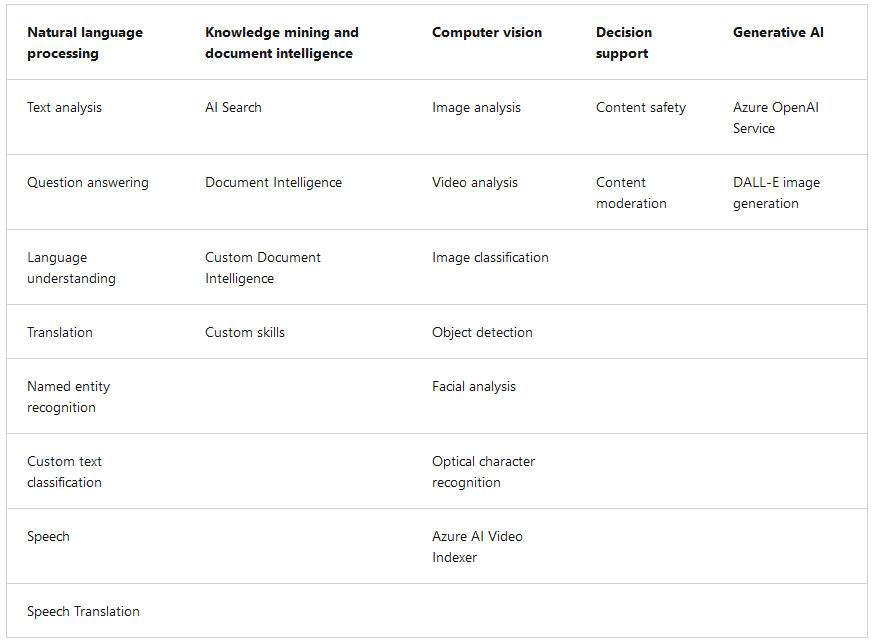 Natural language
processing
Knowledge mining and
document intelligence
Computer vision
Decision
support
Generative AI
Text analysis
AI Search
Image analysis
Content safety
Azure OpenAI
Service
Question answering
Document Intelligence
Video analysis
Content
moderation
DALL-E image
generation
Language
understanding
Custom Document
Intelligence
Image classification
Translation
Custom skills
Object detection
Named entity
recognition
Facial analysis
Custom text
classification
Optical character
recognition
Speech
Azure AI Video
Indexer
Speech Translation